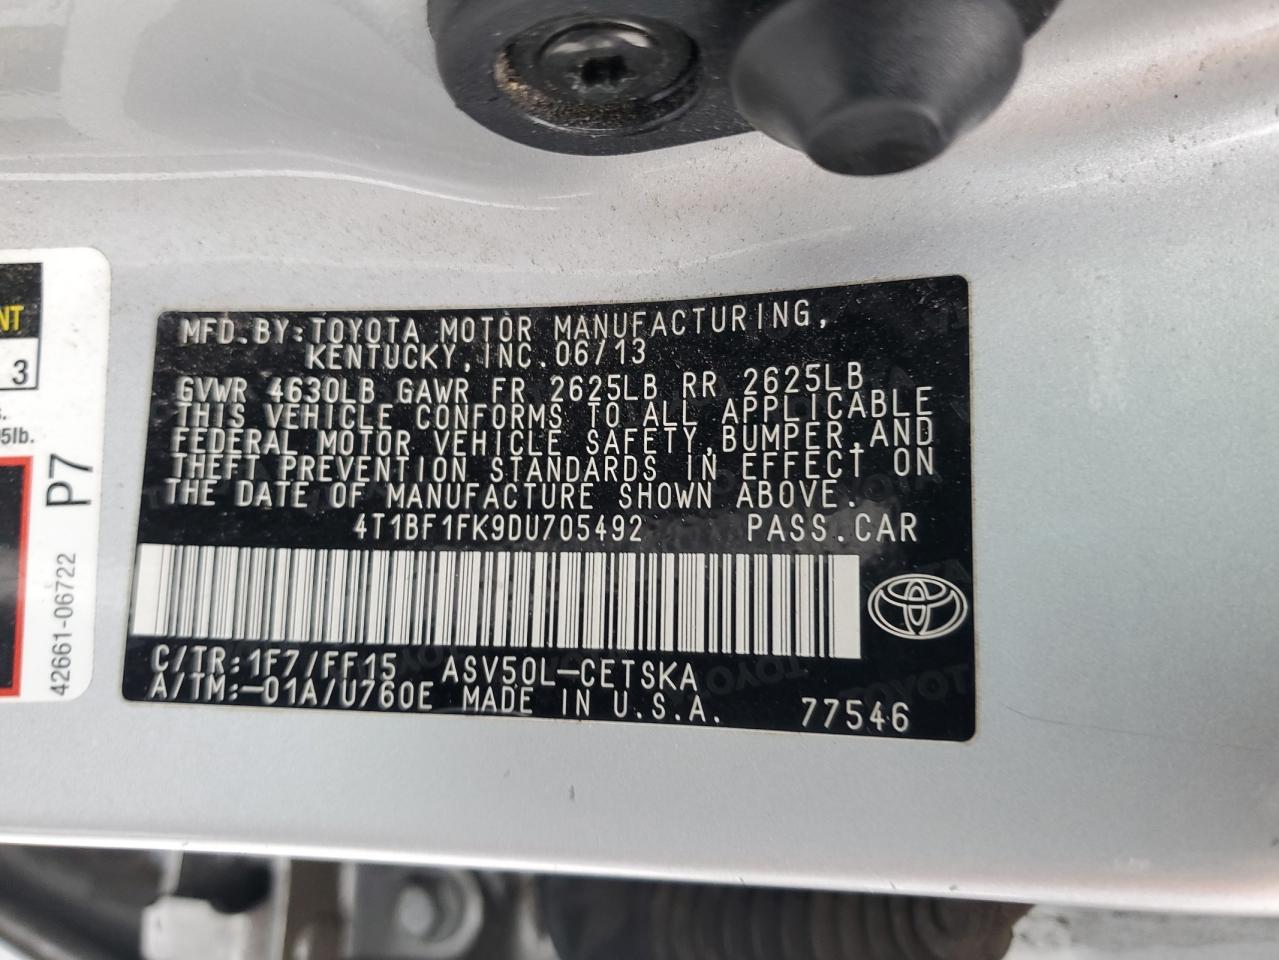 NT
3
s.
95lb.
P7
42661-06722
MFD.BY:TOYOTA MOTOR MANUFACTURING,
KENTUCKY,INC.06/13
GVWR 4630LB GAWR FR 2625LB RR 2625LB
THIS VEHICLE CONFORMS TO ALL APPLICABLE
FEDERAL MOTOR VEHICLE SAFETY,BUMPER,AND
THEFT PREVENTION STANDARDS IN EFFECT ON
THE DATE OF MANUFACTURE SHOWN ABOVE.
4T1BF1FK9DU705492 PASS.CAR
C/TR:1F7/FF15 ASV50L-CETSKA
A/TM:-01A/U760E MADE IN U.S.A. 77546